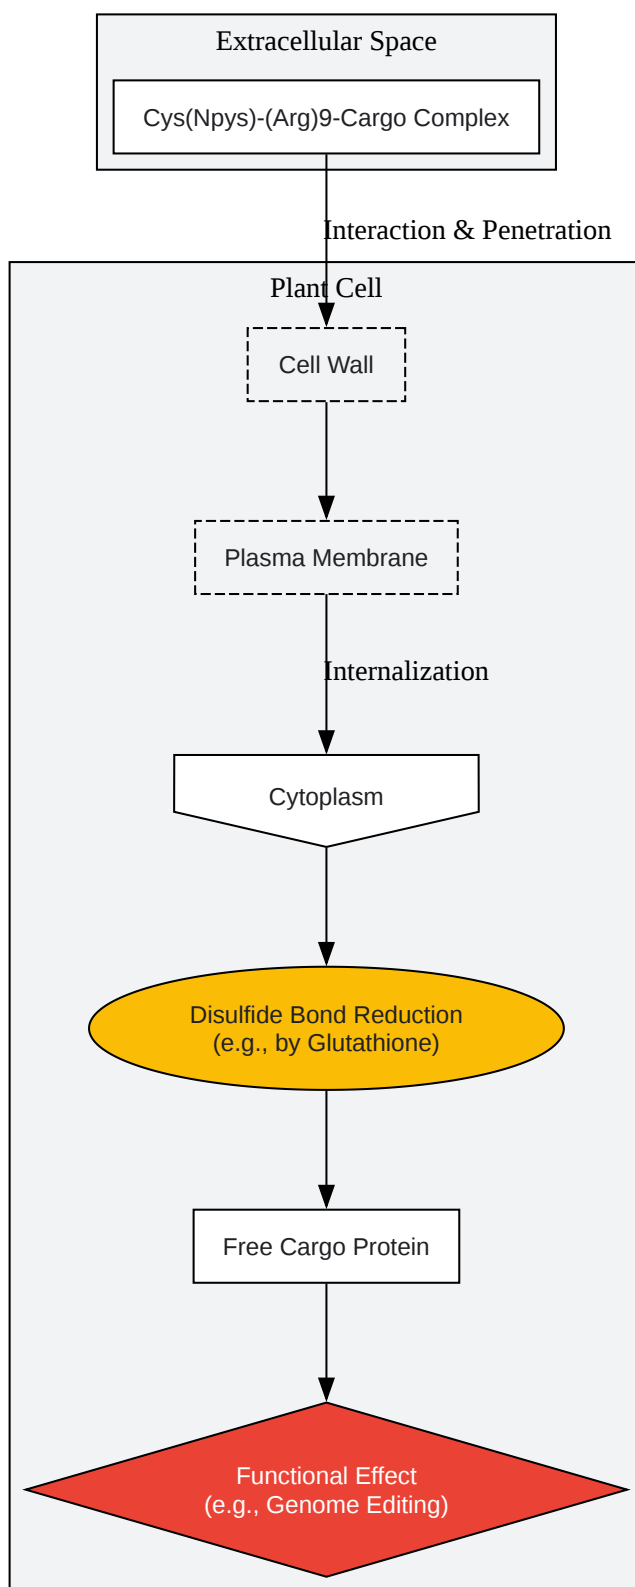 Extracellular Space
Cys(Npys)-(Arg)9-Cargo Complex
Interaction & Penetration
Plant Cell
Cell Wall
Plasma Membrane
Internalization
Cytoplasm
Disulfide Bond Reduction
(e.g., by Glutathione)
Free Cargo Protein
Functional Effect
(e.g., Genome Editing)